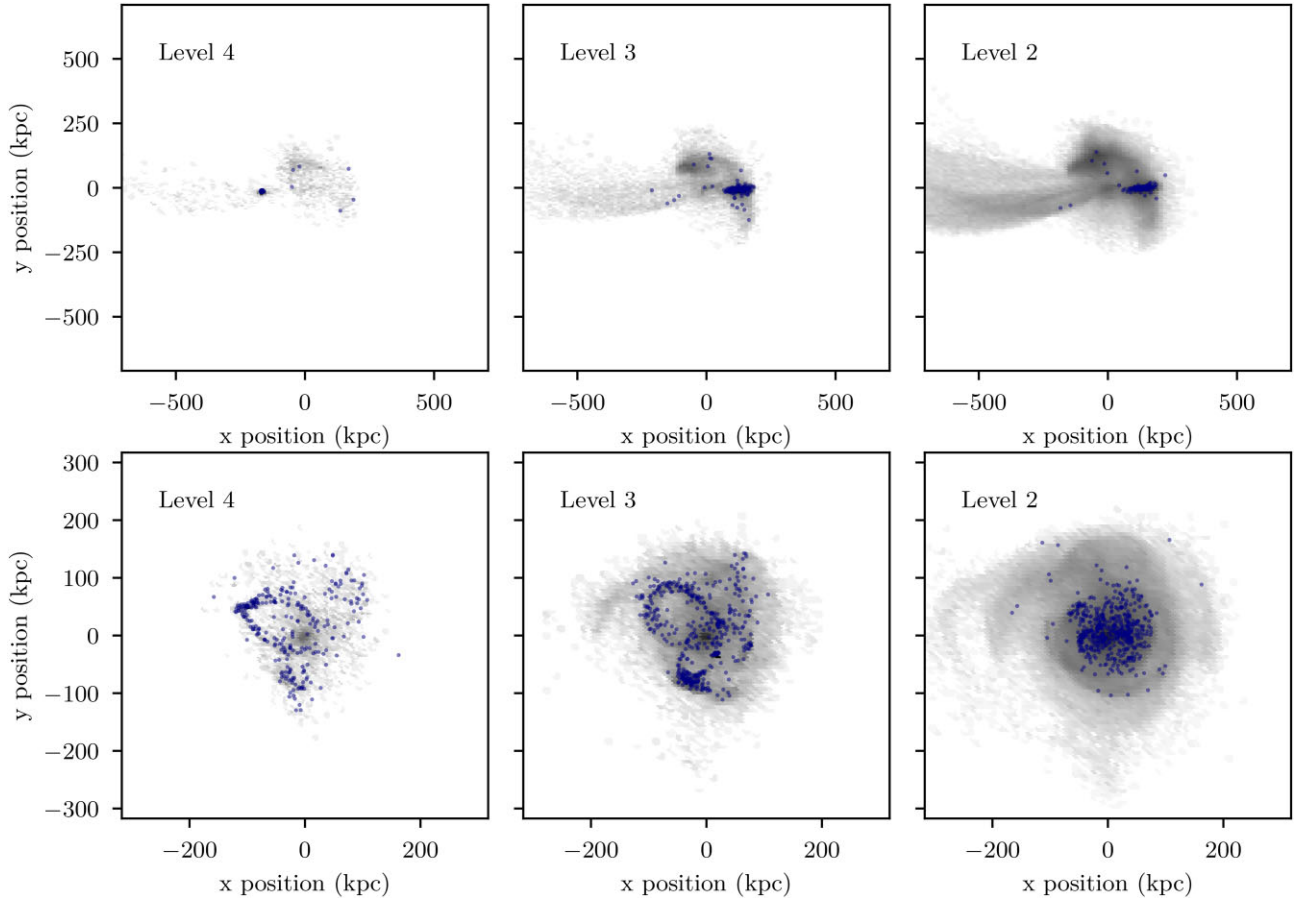 Level 4
Level 3
Level 2
500
250
0
−250
−500
y position (kpc)
−500 0 500
−500 0 500
−500 0 500
x position (kpc)
x position (kpc)
x position (kpc)
Level 4
Level 3
Level 2
300
200
100
0
−100
−200
−300
y position (kpc)
−200 0 200
−200 0 200
−200 0 200
x position (kpc)
x position (kpc)
x position (kpc)